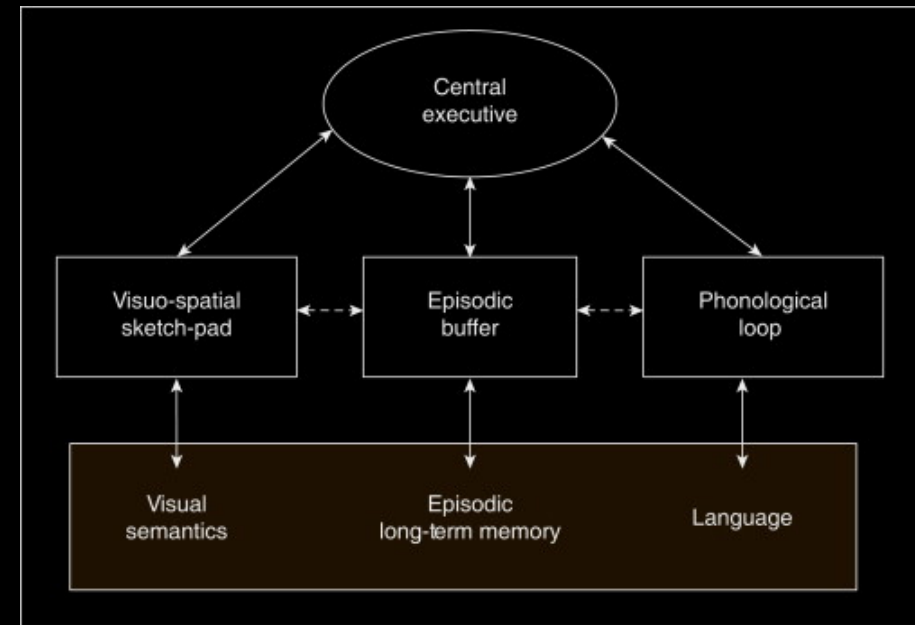 Central
executive
Visuo-spatial
sketch-pad
Episodic
buffer
Phonological
loop
Visual
semantics
Episodic
long-term memory
Language